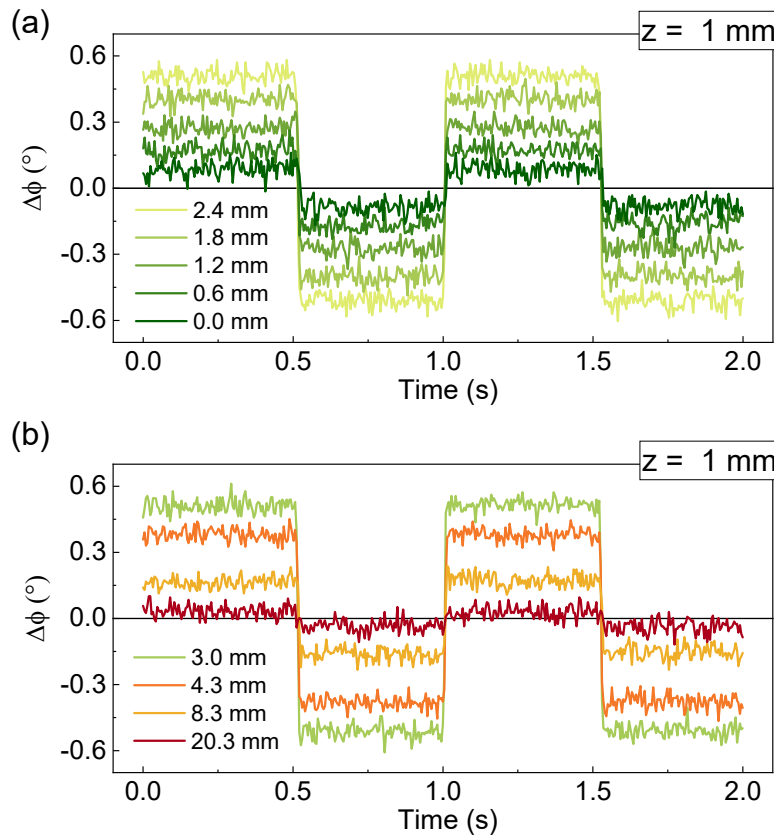 (a)
z = 1 mm
0.6
0.3
0.0
-0.3
-0.6
Δϕ (°)
2.4 mm
1.8 mm
1.2 mm
0.6 mm
0.0 mm
0.0 0.5 1.0 1.5 2.0
Time (s)
(b)
z = 1 mm
0.6
0.3
0.0
-0.3
-0.6
Δϕ (°)
3.0 mm
4.3 mm
8.3 mm
20.3 mm
0.0 0.5 1.0 1.5 2.0
Time (s)